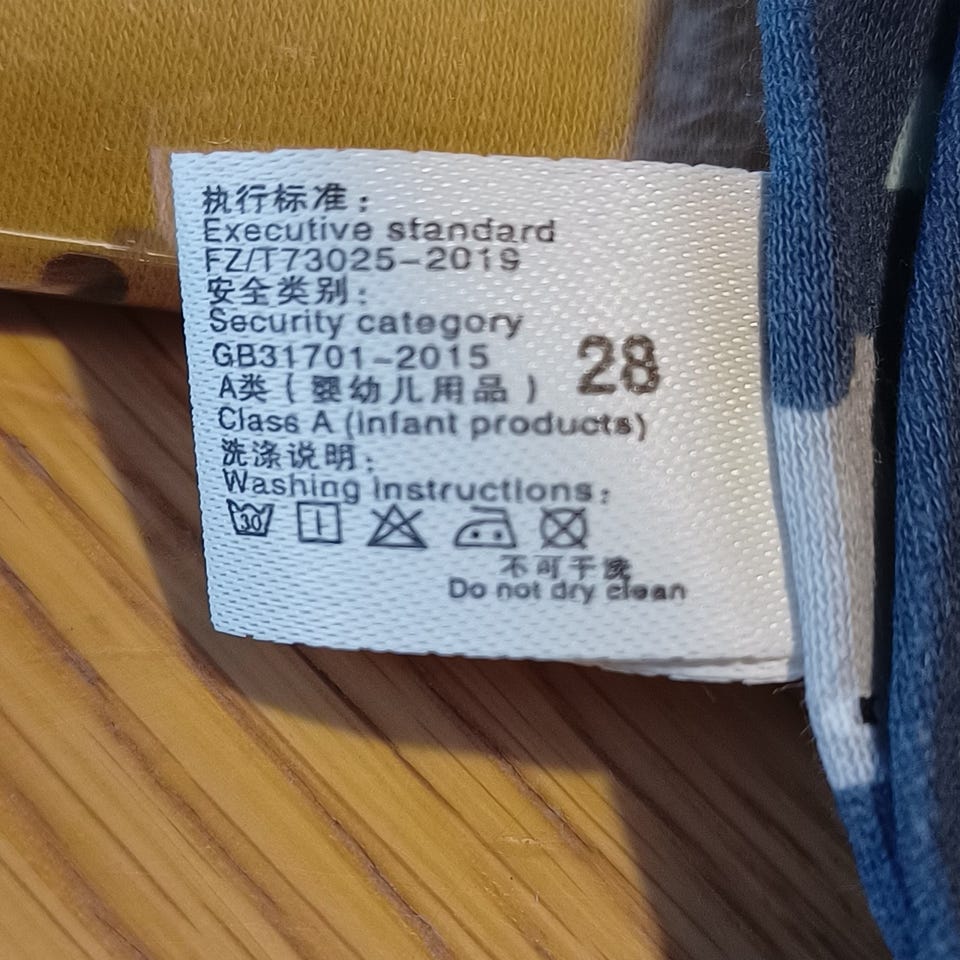 执行标准：
Executive standard
FZ/T73025-2019
安全类别：
Security category
GB31701-2015
28
A类（婴幼儿用品）
Class A (infant products)
洗涤说明：
Washing instructions:
30
不可干洗
Do not dry clean